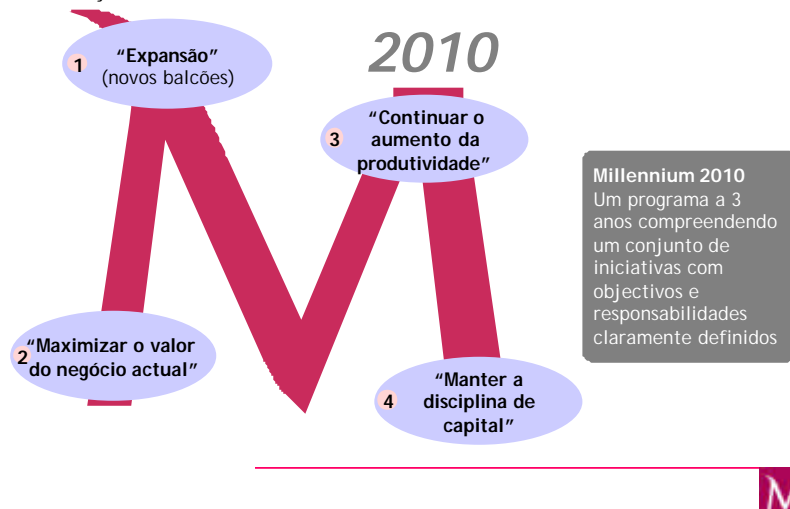 1
“Expansão”
(novos balcões)
2010
3
“Continuar o
aumento da
produtividade”
Millennium 2010
Um programa a 3
anos compreendendo
um conjunto de
iniciativas com
objectivos e
responsabilidades
claramente definidos
2
“Maximizar o valor
do negócio actual”
4
“Manter a
disciplina de
capital”
M